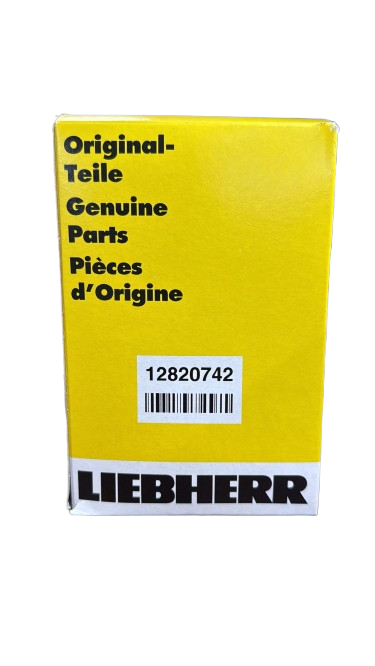 Original-
Teile
Genuine
Parts
Pièces
d'Origine
12820742
LIEBHERR